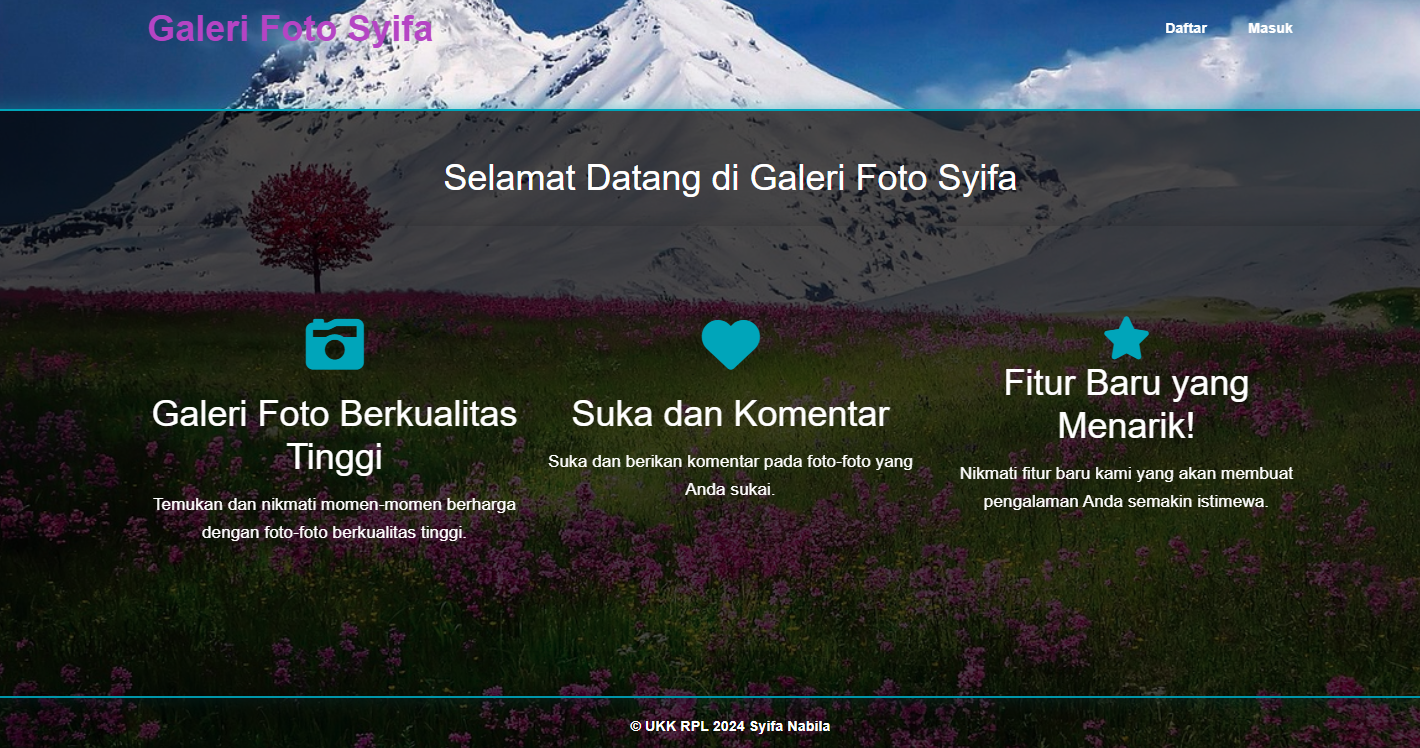 Galeri Foto Syifa
Daftar
Masuk
Selamat Datang di Galeri Foto Syifa
Galeri Foto Berkualitas
Tinggi
Temukan dan nikmati momen-momen berharga
dengan foto-foto berkualitas tinggi.
Suka dan Komentar
Suka dan berikan komentar pada foto-foto yang
Anda sukai.
Fitur Baru yang
Menarik!
Nikmati fitur baru kami yang akan membuat
pengalaman Anda semakin istimewa.
© UKK RPL 2024 Syifa Nabila